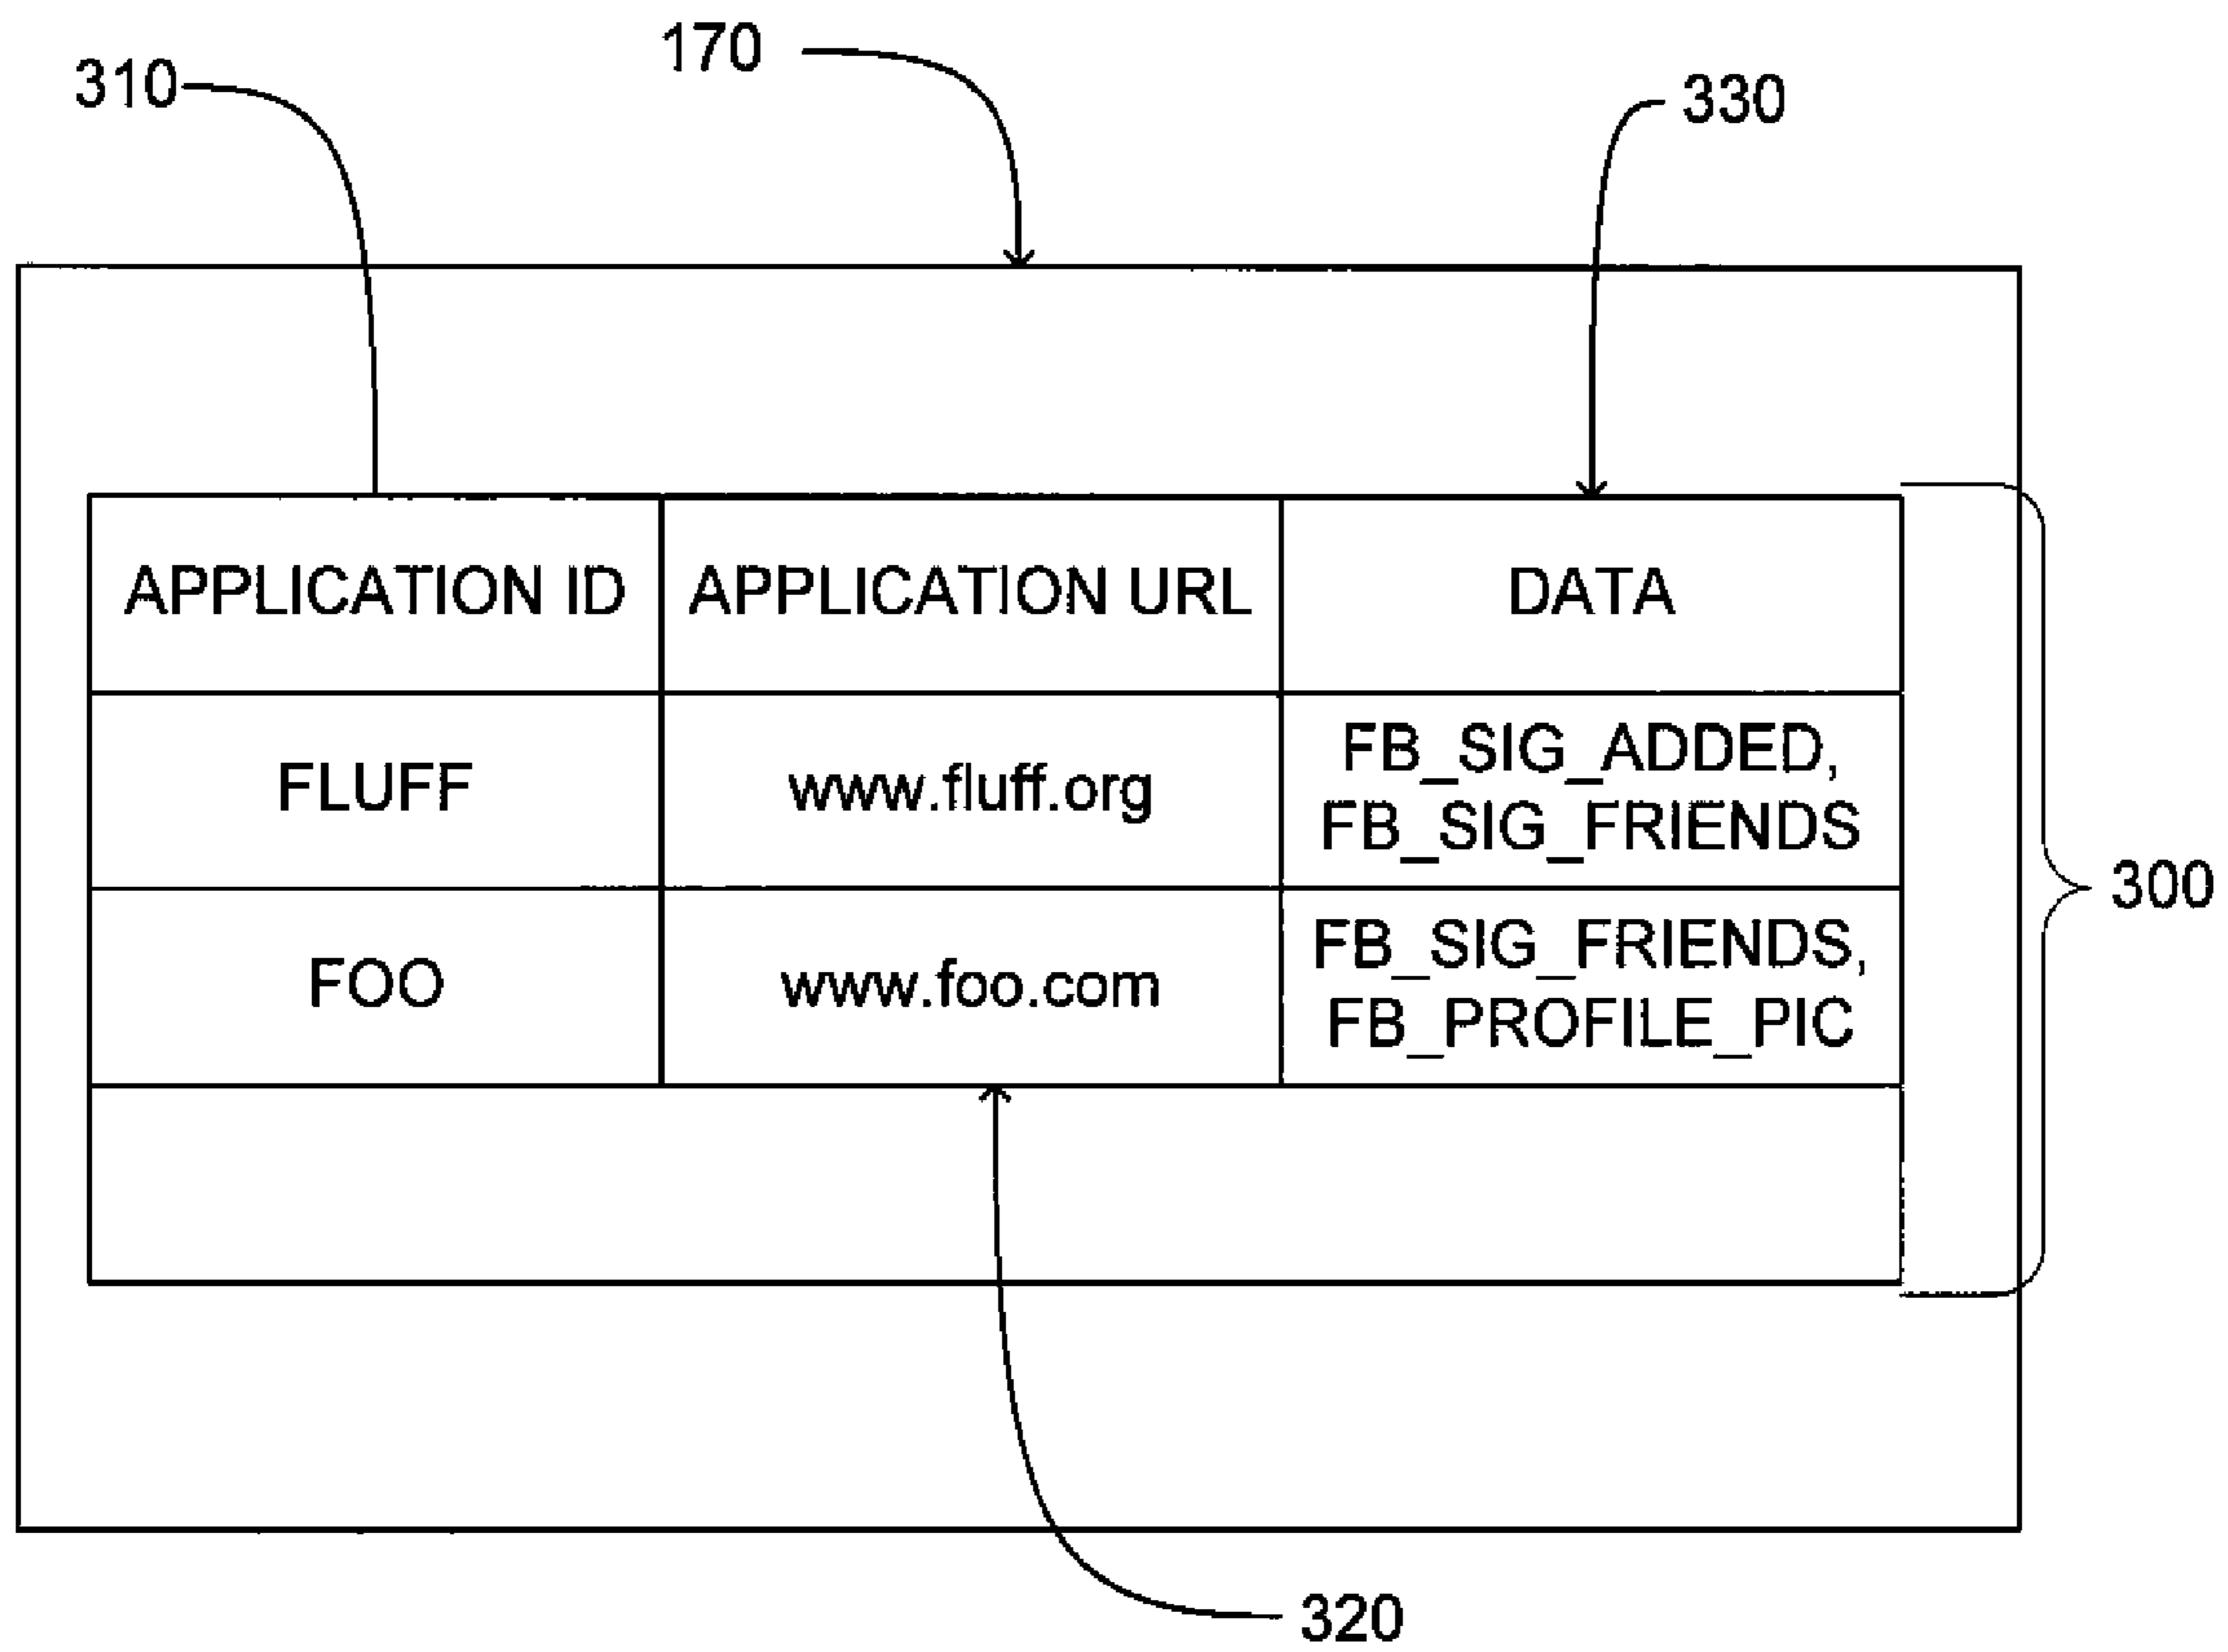 170
310
330
APPLICATION ID
APPLICATION URL
DATA
FLUFF
www.fluff.org
FB_SIG_ADDED,
FB_SIG_FRIENDS
FOO
www.foo.com
FB_SIG_FRIENDS,
FB_PROFILE_PIC
300
320